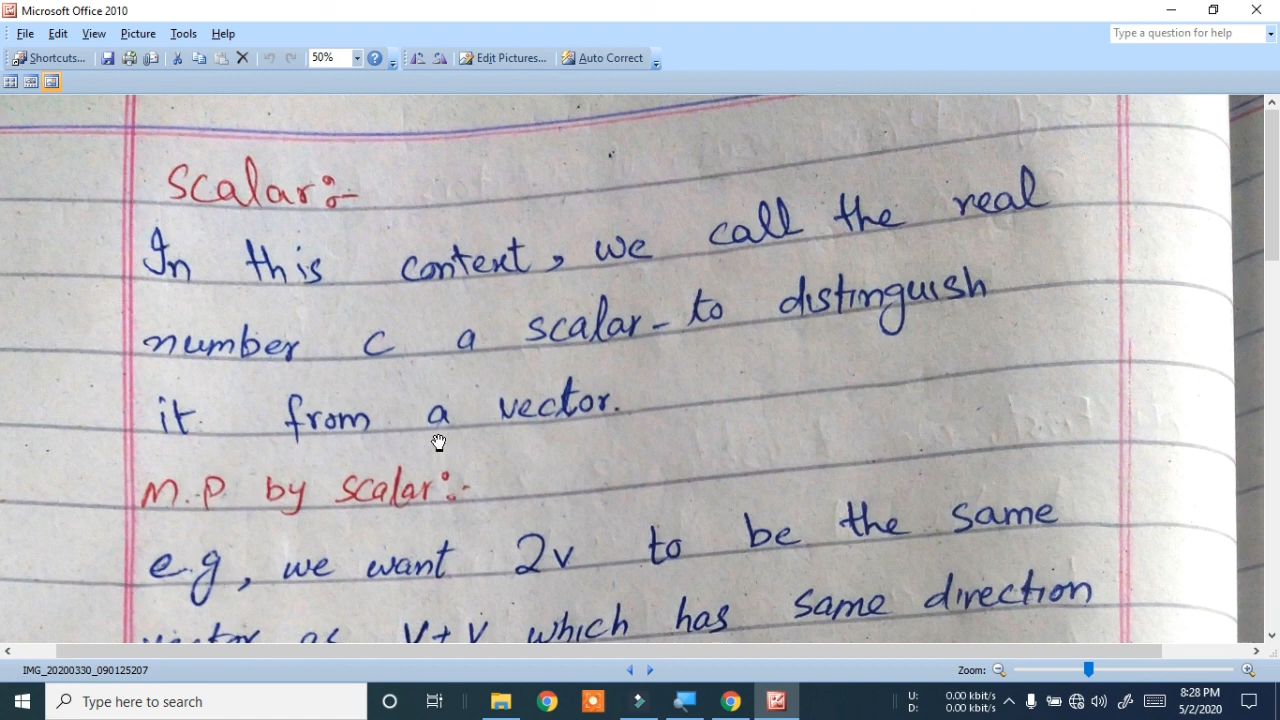 Microsoft Office 2010
File Edit View Picture Tools Help
Type a question for help
Shortcuts... 50% Edit Pictures... Auto Correct
Scalar:-
In this context, we call the real
number c a scalar - to distinguish
it from a vector.
M.P by scalar:-
e.g, we want 2v to be the same
vector as v+v which has same direction
IMG_20200330_090125207
Zoom:
Type here to search
U: 0.00 kbit/s
D: 0.00 kbit/s
8:28 PM
5/2/2020